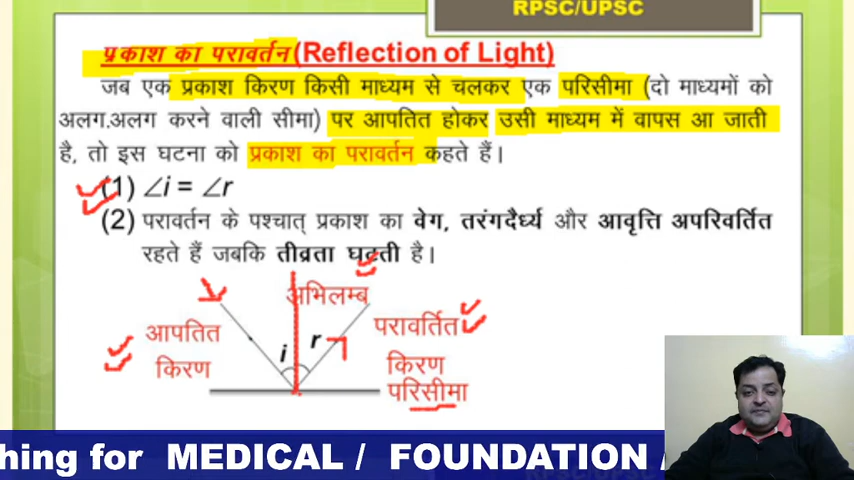 RPSC/UPSC
प्रकाश का परावर्तन (Reflection of Light)
जब एक प्रकाश किरण किसी माध्यम से चलकर एक परिसीमा (दो माध्यमों को
अलग.अलग करने वाली सीमा) पर आपतित होकर उसी माध्यम में वापस आ जाती
है, तो इस घटना को प्रकाश का परावर्तन कहते हैं।
(1) ∠i = ∠r
(2) परावर्तन के पश्चात् प्रकाश का वेग, तरंगदैर्ध्य और आवृत्ति अपरिवर्तित
रहते हैं जबकि तीव्रता घटती है।
अभिलम्ब
आपतित
किरण
i
r
परावर्तित
किरण
परिसीमा
hing for MEDICAL / FOUNDATION /
RPSC/UPSC